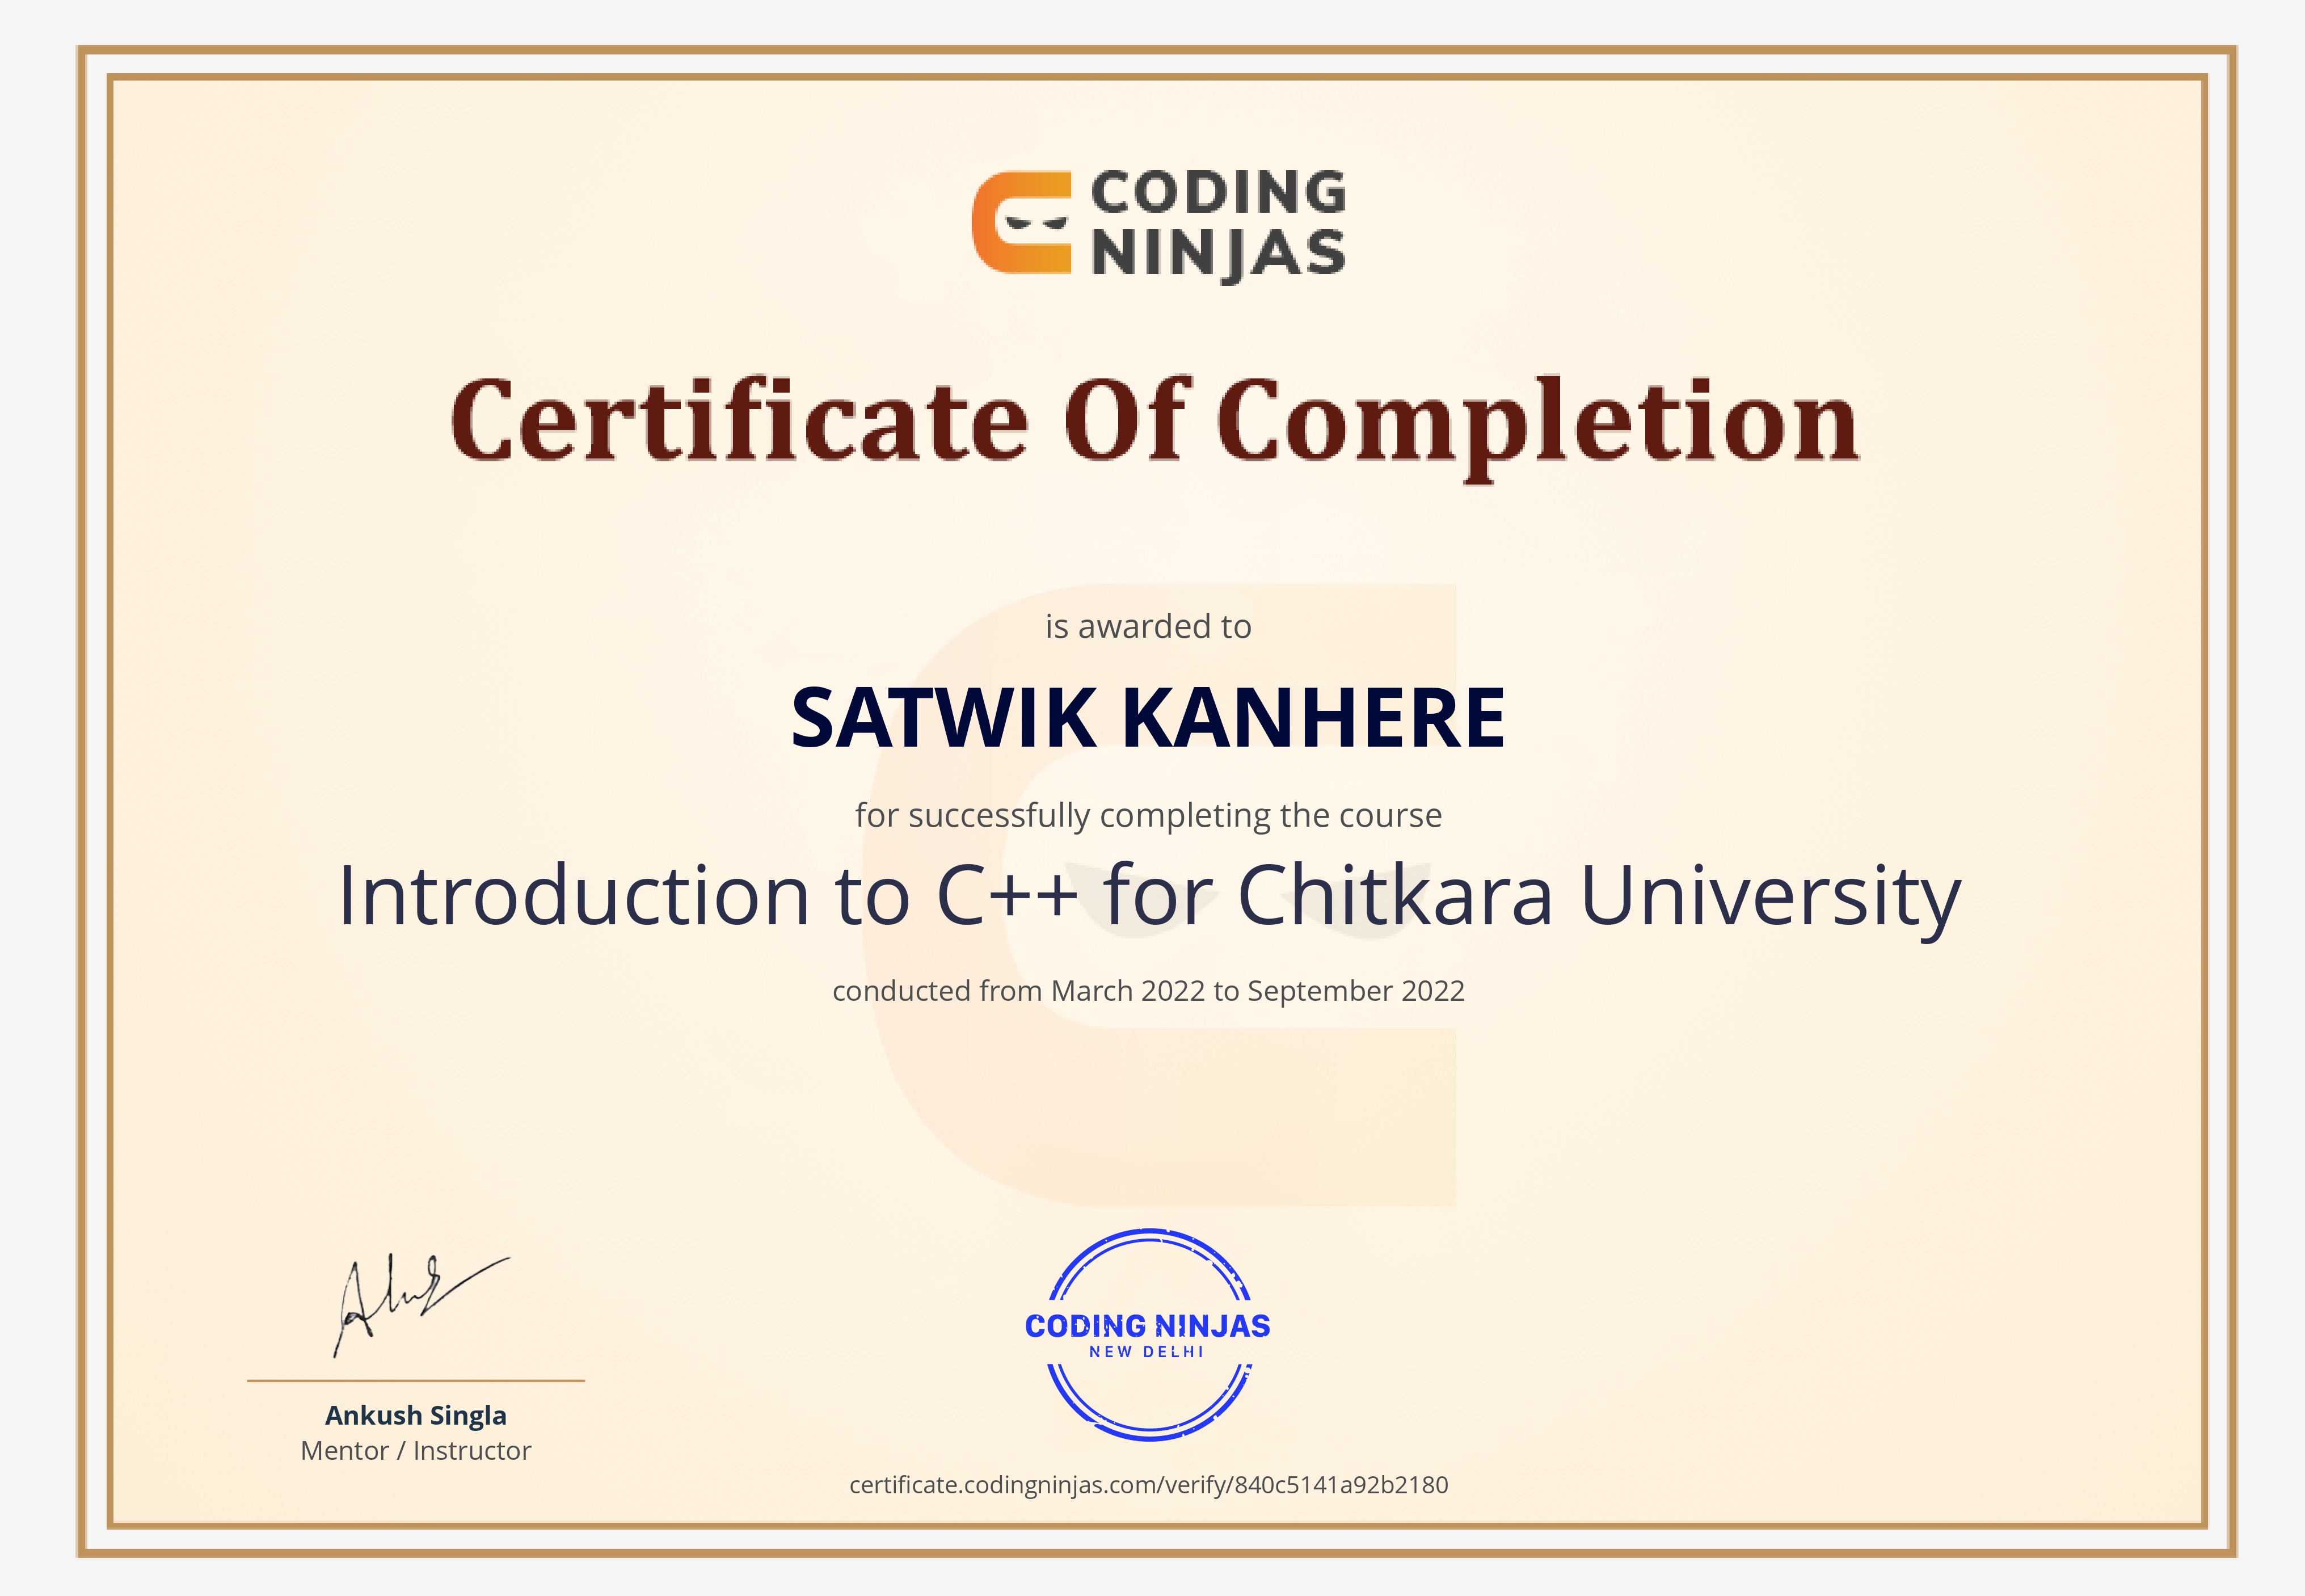 CODING
NINJAS
Certificate Of Completion
is awarded to
SATWIK KANHERE
for successfully completing the course
Introduction to C++ for Chitkara University
conducted from March 2022 to September 2022
CODING NINJAS
NEW DELHI
Ankush Singla
Mentor / Instructor
certificate.codingninjas.com/verify/840c5141a92b2180